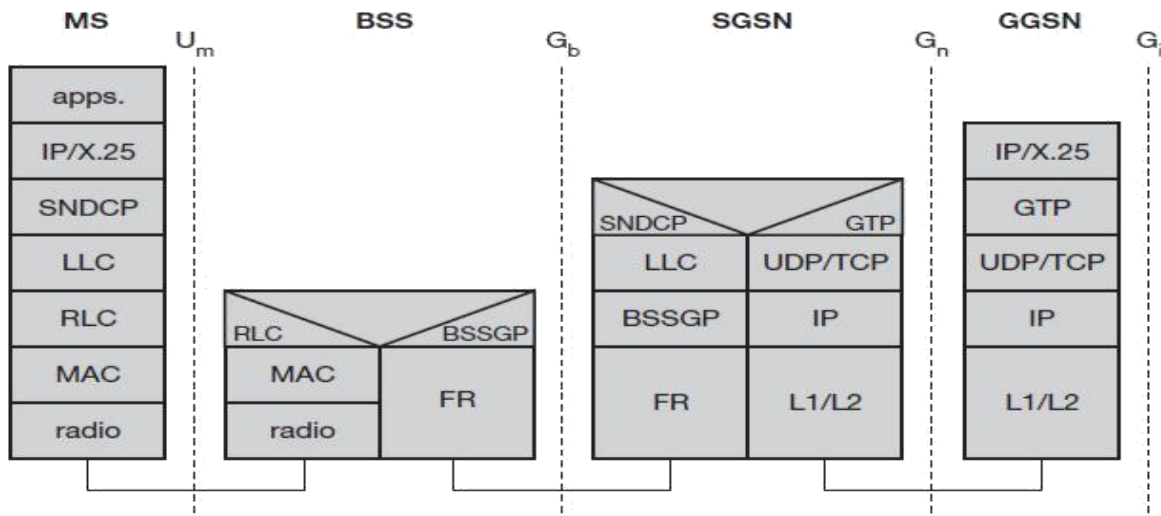 MS BSS SGSN GGSN
Um Gb Gn Gi
apps.
IP/X.25 IP/X.25
SNDCP SNDCP GTP GTP
LLC LLC UDP/TCP UDP/TCP
RLC RLC BSSGP BSSGP IP IP
MAC MAC FR FR L1/L2 L1/L2
radio radio